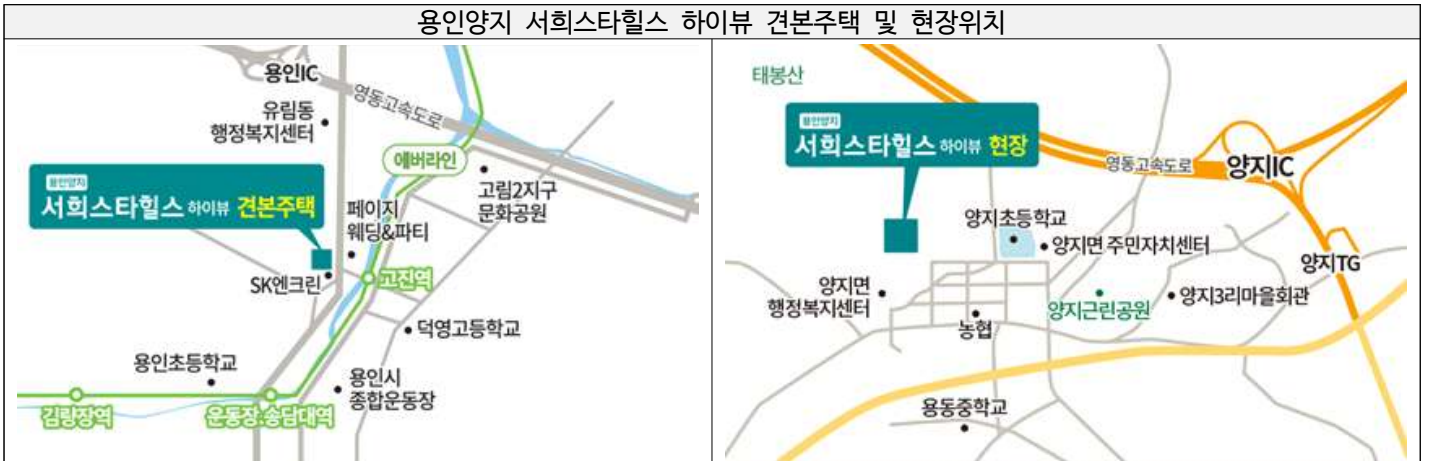 용인양지 서희스타힐스 하이뷰 견본주택 및 현장위치
용인IC
영동고속도로
유림동
행정복지센터
에버라인
고림2지구
문화공원
용인양지
서희스타힐스 하이뷰 견본주택
페이지
웨딩&파티
SK엔크린
고진역
덕영고등학교
용인초등학교
용인시
종합운동장
김량장역
운동장.송담대역
태봉산
용인양지
서희스타힐스 하이뷰 현장
영동고속도로
양지IC
양지초등학교
양지면 주민자치센터
양지TG
양지면
행정복지센터
양지근린공원
양지3리마을회관
농협
용동중학교